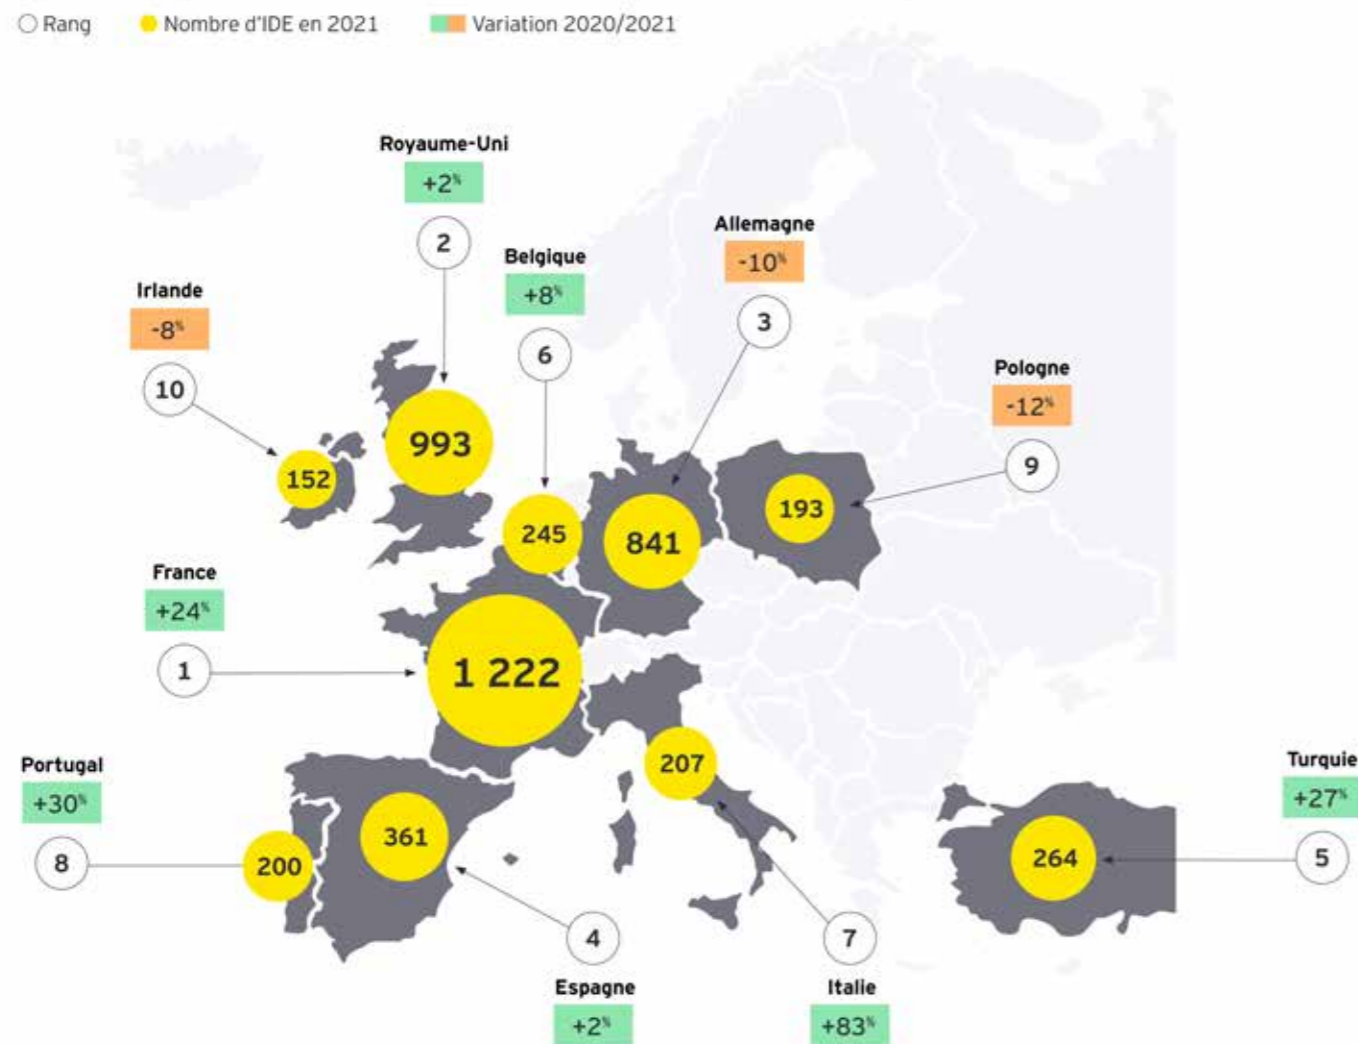 Rang
Nombre d'IDE en 2021
Variation 2020/2021
Royaume-Uni
+2%
2
993
Allemagne
-10%
3
841
Belgique
+8%
6
245
Irlande
-8%
10
152
Pologne
-12%
9
193
France
+24%
1
1 222
Portugal
+30%
8
200
361
4
Espagne
+2%
207
7
Italie
+83%
Turquie
+27%
5
264